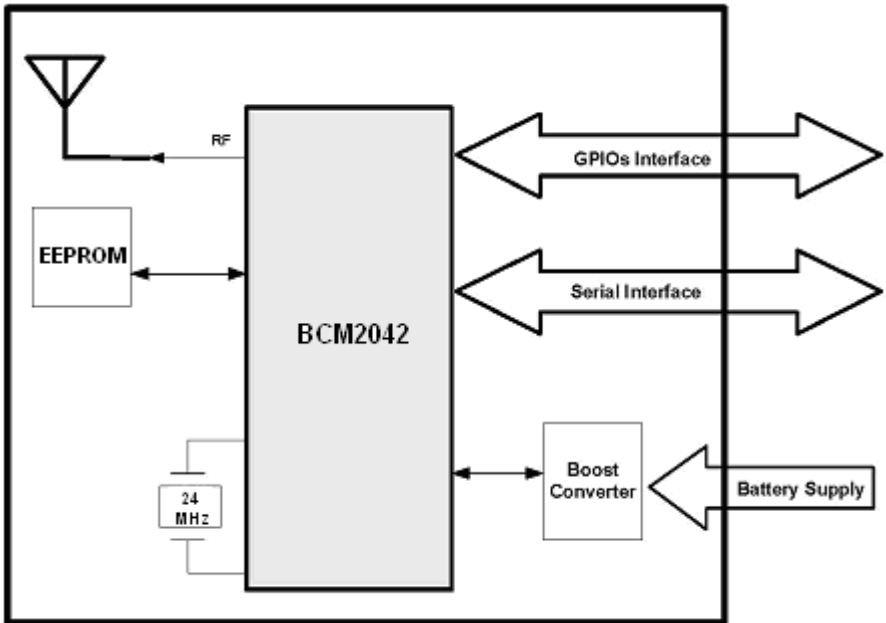 RF
GPIOs Interface
EEPROM
Serial Interface
BCM2042
24
MHz
Boost
Converter
Battery Supply